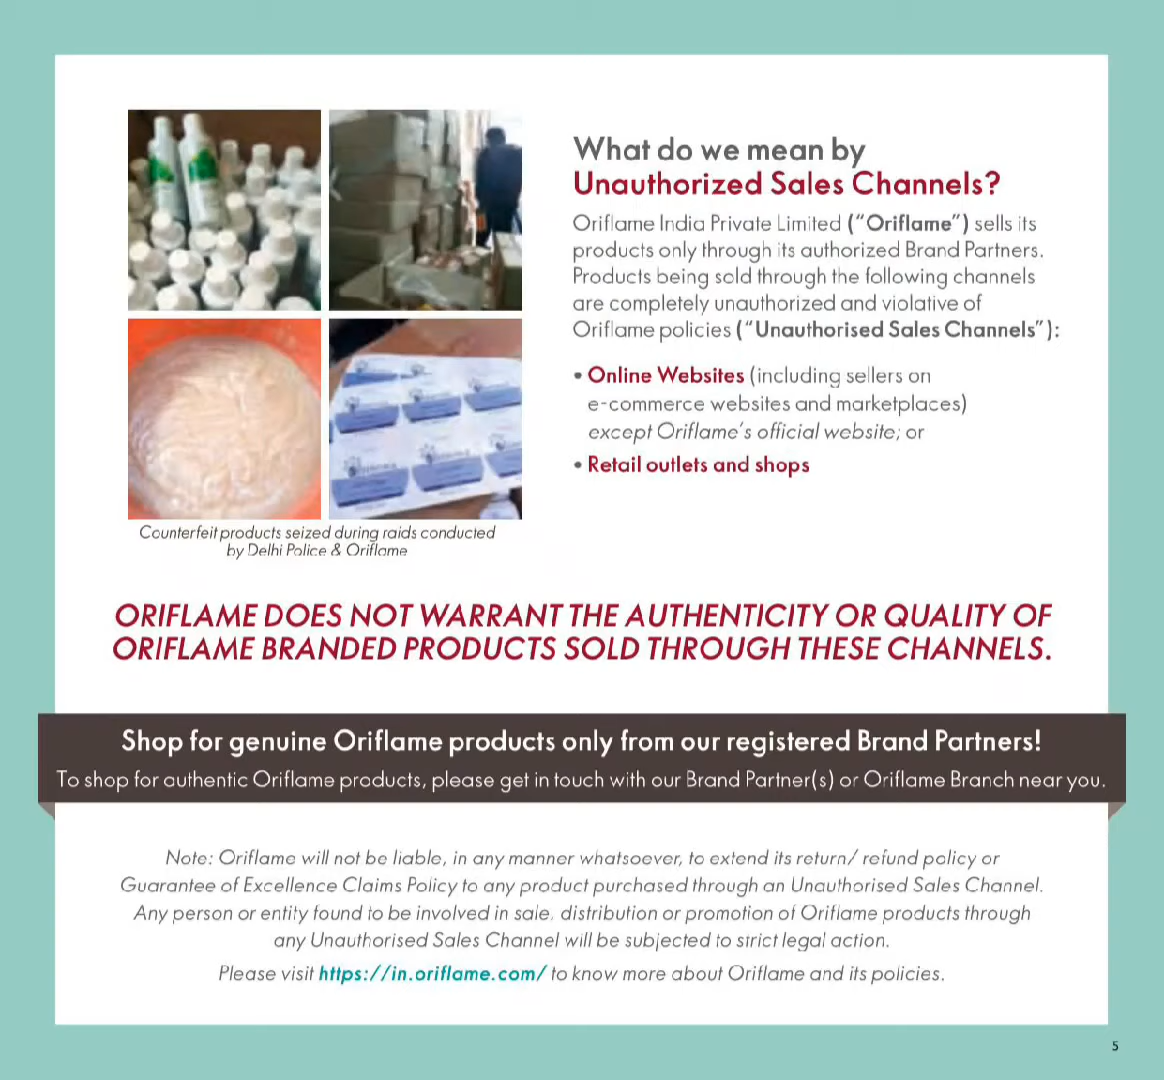 What do we mean by
Unauthorized Sales Channels?
Oriflame India Private Limited (“Oriflame”) sells its
products only through its authorized Brand Partners.
Products being sold through the following channels
are completely unauthorized and violative of
Oriflame policies (“Unauthorised Sales Channels”):
• Online Websites (including sellers on
e-commerce websites and marketplaces)
except Oriflame's official website; or
• Retail outlets and shops
Counterfeit products seized during raids conducted
by Delhi Police & Oriflame
ORIFLAME DOES NOT WARRANT THE AUTHENTICITY OR QUALITY OF
ORIFLAME BRANDED PRODUCTS SOLD THROUGH THESE CHANNELS.
Shop for genuine Oriflame products only from our registered Brand Partners!
To shop for authentic Oriflame products, please get in touch with our Brand Partner(s) or Oriflame Branch near you.
Note: Oriflame will not be liable, in any manner whatsoever, to extend its return/ refund policy or
Guarantee of Excellence Claims Policy to any product purchased through an Unauthorised Sales Channel.
Any person or entity found to be involved in sale, distribution or promotion of Oriflame products through
any Unauthorised Sales Channel will be subjected to strict legal action.
Please visit https://in.oriflame.com/ to know more about Oriflame and its policies.
5